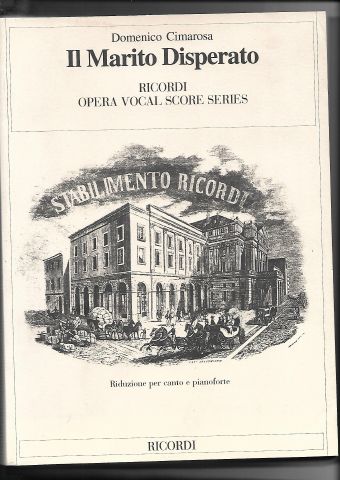 Domenico Cimarosa
Il Marito Disperato
RICORDI
OPERA VOCAL SCORE SERIES
STABILIMENTO RICORDI
Riduzione per canto e pianoforte
RICORDI